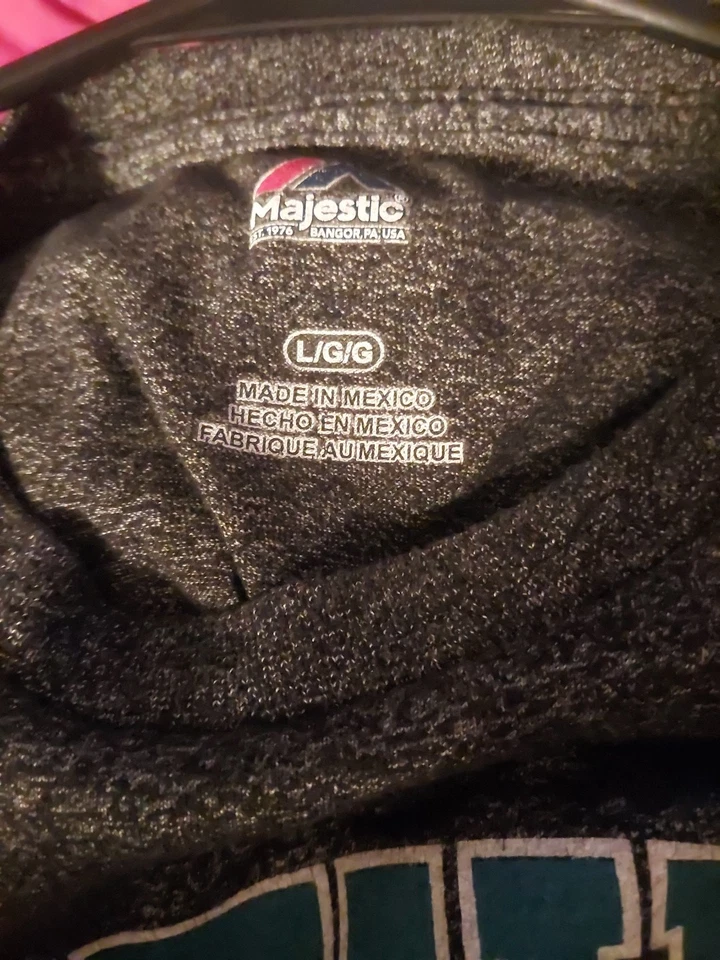 Majestic
EST. 1976 BANGOR, PA USA
L/G/G
MADE IN MEXICO
HECHO EN MEXICO
FABRIQUE AU MEXIQUE